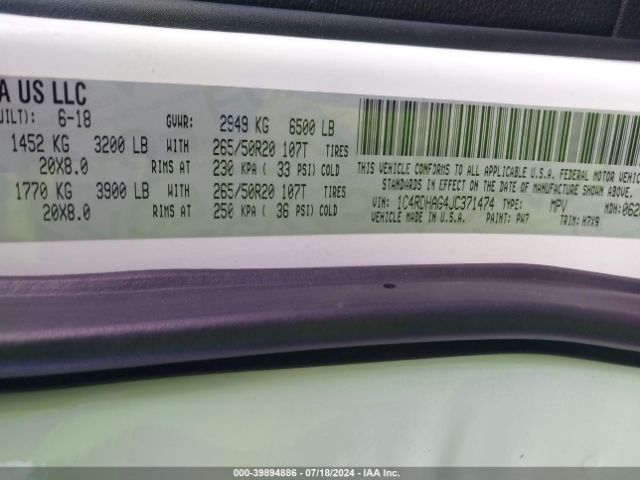 A US LLC
UILT): 6-18 GVWR: 2949 KG 6500 LB
1452 KG 3200 LB WITH 265/50R20 107T TIRES
20X8.0 RIMS AT 230 KPA ( 33 PSI) COLD
1770 KG 3900 LB WITH 265/50R20 107T TIRES
20X8.0 RIMS AT 250 KPA ( 36 PSI) COLD
THIS VEHICLE CONFORMS TO ALL APPLICABLE U.S.A. FEDERAL MOTOR VEHIC
STANDARDS IN EFFECT ON THE DATE OF MANUFACTURE SHOWN ABOVE.
VIN: 1C4RDHAG4JC371474 TYPE: MPV MDH:062
VEHICLE MADE IN U.S.A. PAINT: PW7 TRIM: H7X9
000-39894886 | 07/18/2024 - IAA Inc.